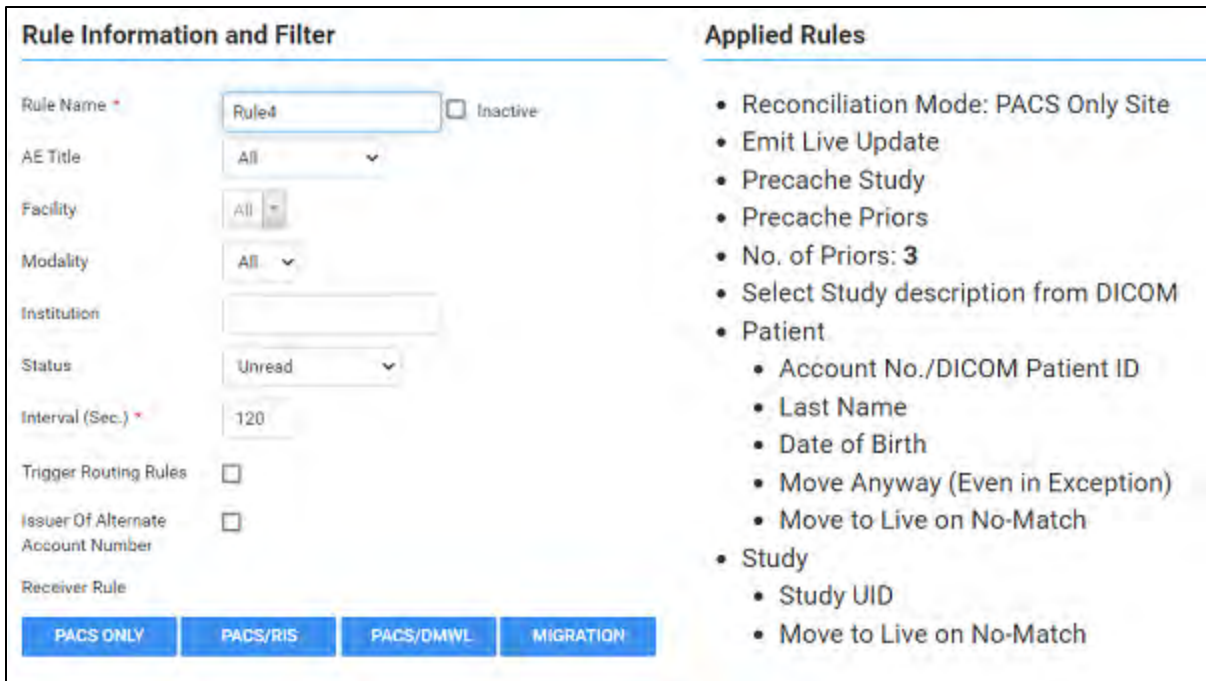 Rule Information and Filter
Rule Name *
Rule4
Inactive
AE Title
All
Facility
All
Modality
All
Institution
Status
Unread
Interval (Sec.) *
120
Trigger Routing Rules
Issuer Of Alternate
Account Number
Receiver Rule
PACS ONLY
PACS/RIS
PACS/DMWL
MIGRATION
Applied Rules
• Reconciliation Mode: PACS Only Site
• Emit Live Update
• Precache Study
• Precache Priors
• No. of Priors: 3
• Select Study description from DICOM
• Patient
• Account No./DICOM Patient ID
• Last Name
• Date of Birth
• Move Anyway (Even in Exception)
• Move to Live on No-Match
• Study
• Study UID
• Move to Live on No-Match